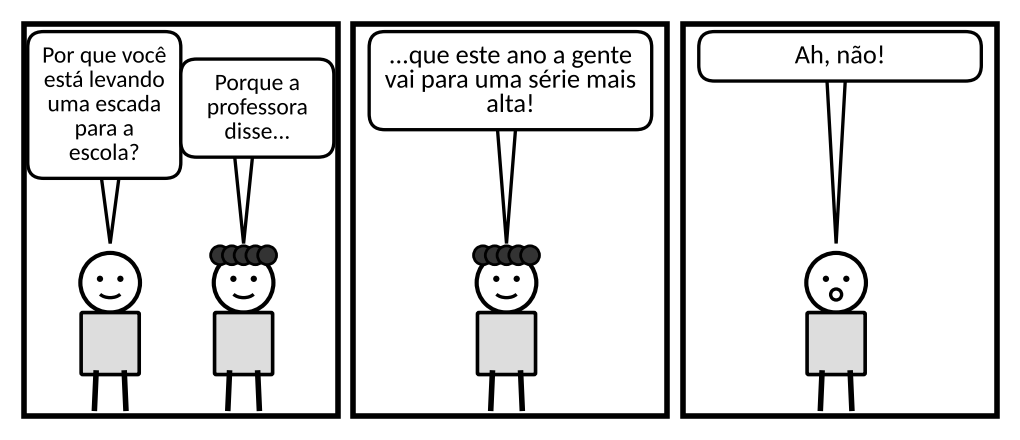 Por que você
está levando
uma escada
para a
escola?
Porque a
professora
disse...
...que este ano a gente
vai para uma série mais
alta!
Ah, não!